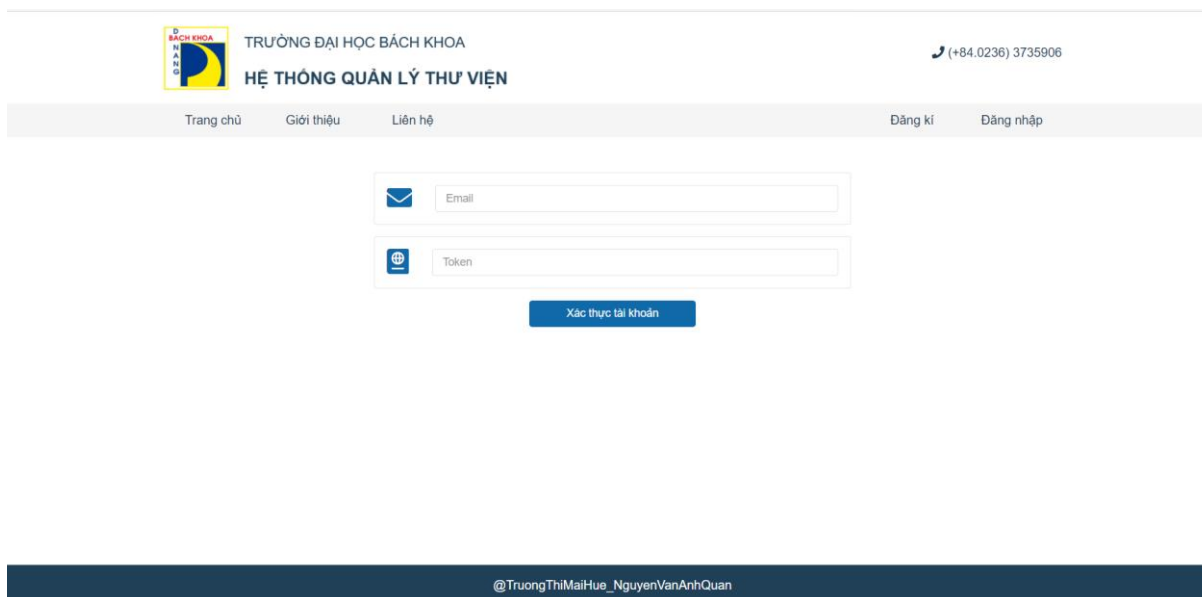 D
BÁCH KHOA
N
A
N
G
TRƯỜNG ĐẠI HỌC BÁCH KHOA
HỆ THỐNG QUẢN LÝ THƯ VIỆN
(+84.0236) 3735906
Trang chủ Giới thiệu Liên hệ Đăng kí Đăng nhập
Email
Token
Xác thực tài khoản
@TruongThiMaiHue_NguyenVanAnhQuan